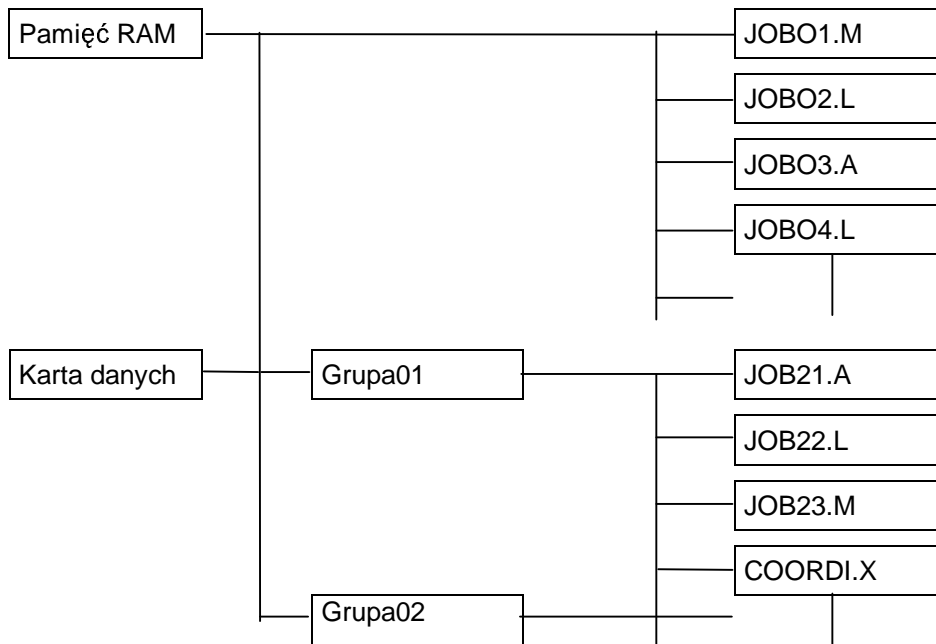 Pamięć RAM
JOBO1.M
JOBO2.L
JOBO3.A
JOBO4.L
Karta danych
Grupa01
JOB21.A
JOB22.L
JOB23.M
COORDI.X
Grupa02